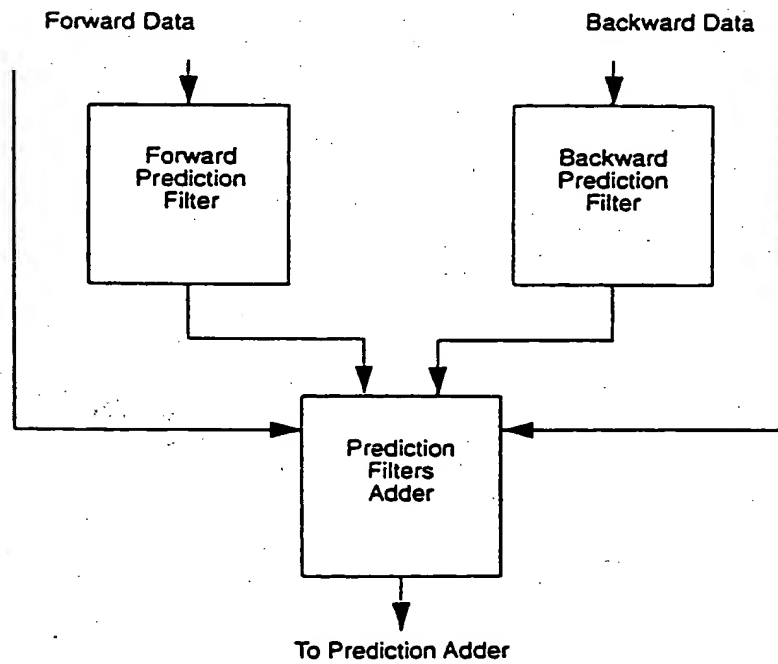 Forward Data
Backward Data
Forward
Prediction
Filter
Backward
Prediction
Filter
Prediction
Filters
Adder
To Prediction Adder